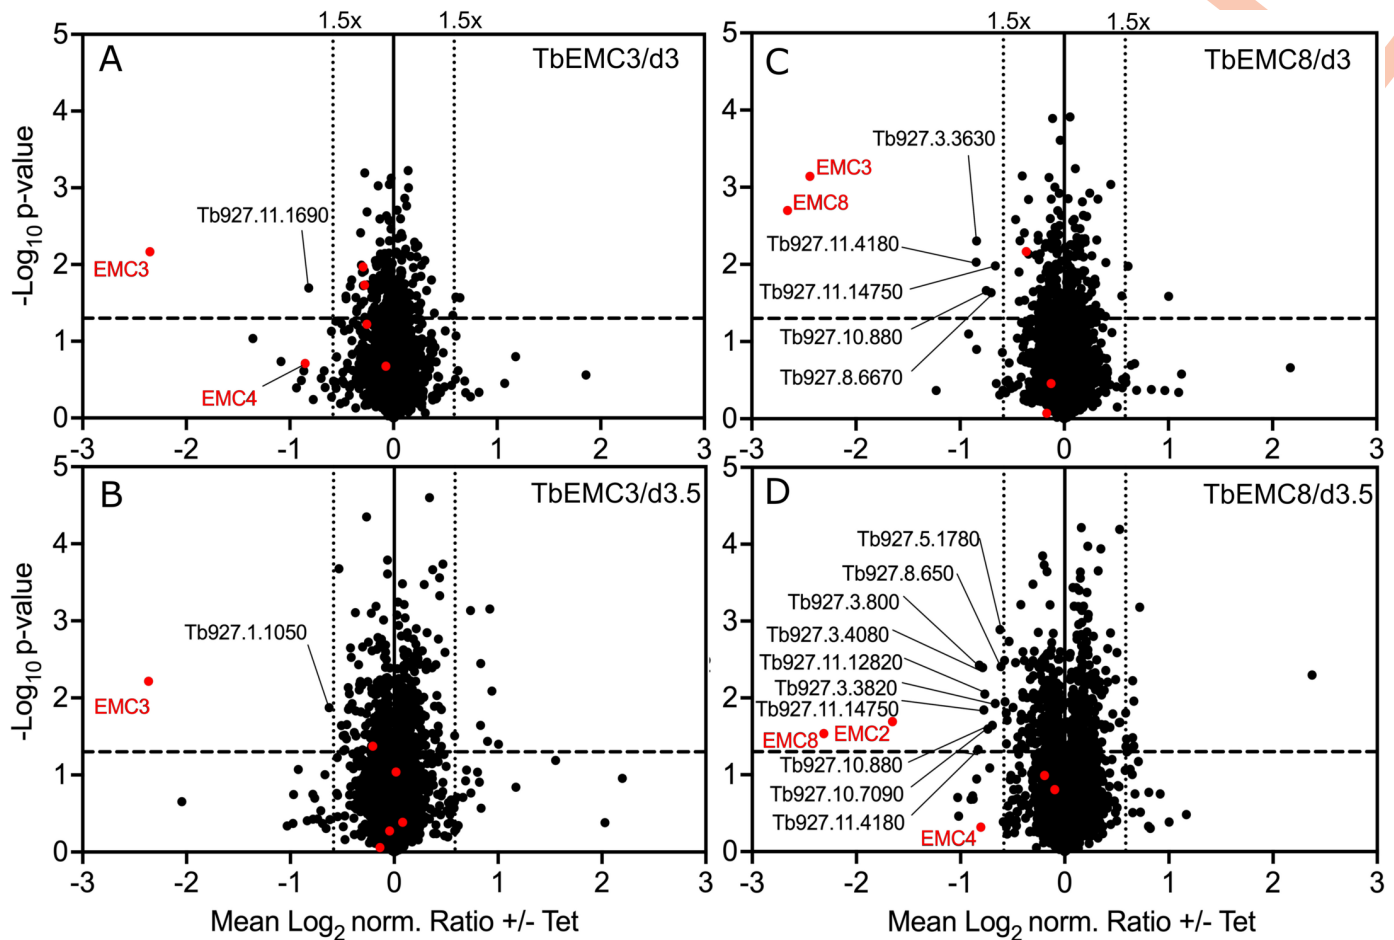 1.5x 1.5x
A
TbEMC3/d3
5
4
3
2
1
0
-Log10 p-value
Tb927.11.1690
EMC3
EMC4
-3 -2 -1 0 1 2 3
1.5x 1.5x
C
TbEMC8/d3
5
4
3
2
1
0
Tb927.3.3630
EMC3
EMC8
Tb927.11.4180
Tb927.11.14750
Tb927.10.880
Tb927.8.6670
-3 -2 -1 0 1 2 3
B
TbEMC3/d3.5
5
4
3
2
1
0
-Log10 p-value
Tb927.1.1050
EMC3
-3 -2 -1 0 1 2 3
Mean Log2 norm. Ratio +/- Tet
D
TbEMC8/d3.5
5
4
3
2
1
0
Tb927.5.1780
Tb927.8.650
Tb927.3.800
Tb927.3.4080
Tb927.11.12820
Tb927.3.3820
Tb927.11.14750
EMC8 EMC2
Tb927.10.880
Tb927.10.7090
Tb927.11.4180
EMC4
-3 -2 -1 0 1 2 3
Mean Log2 norm. Ratio +/- Tet